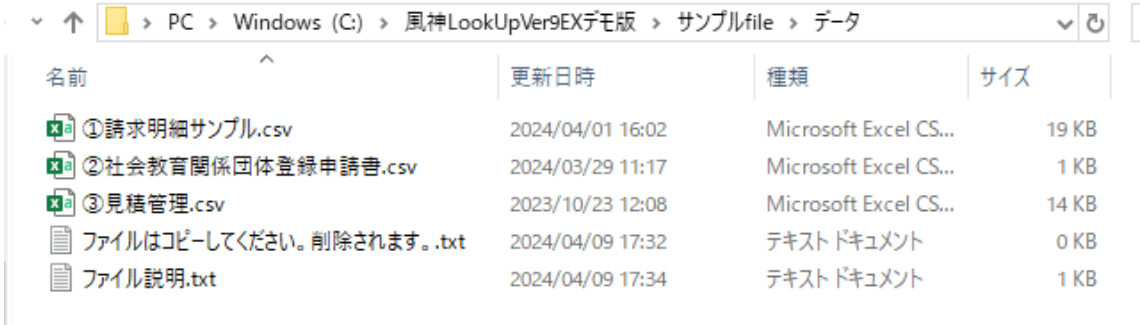 PC › Windows (C:) › 風神LookUpVer9EXデモ版 › サンプルfile › データ
名前 更新日時 種類 サイズ
①請求明細サンプル.csv 2024/04/01 16:02 Microsoft Excel CS... 19 KB
②社会教育関係団体登録申請書.csv 2024/03/29 11:17 Microsoft Excel CS... 1 KB
③見積管理.csv 2023/10/23 12:08 Microsoft Excel CS... 14 KB
ファイルはコピーしてください。削除されます。.txt 2024/04/09 17:32 テキスト ドキュメント 0 KB
ファイル説明.txt 2024/04/09 17:34 テキスト ドキュメント 1 KB